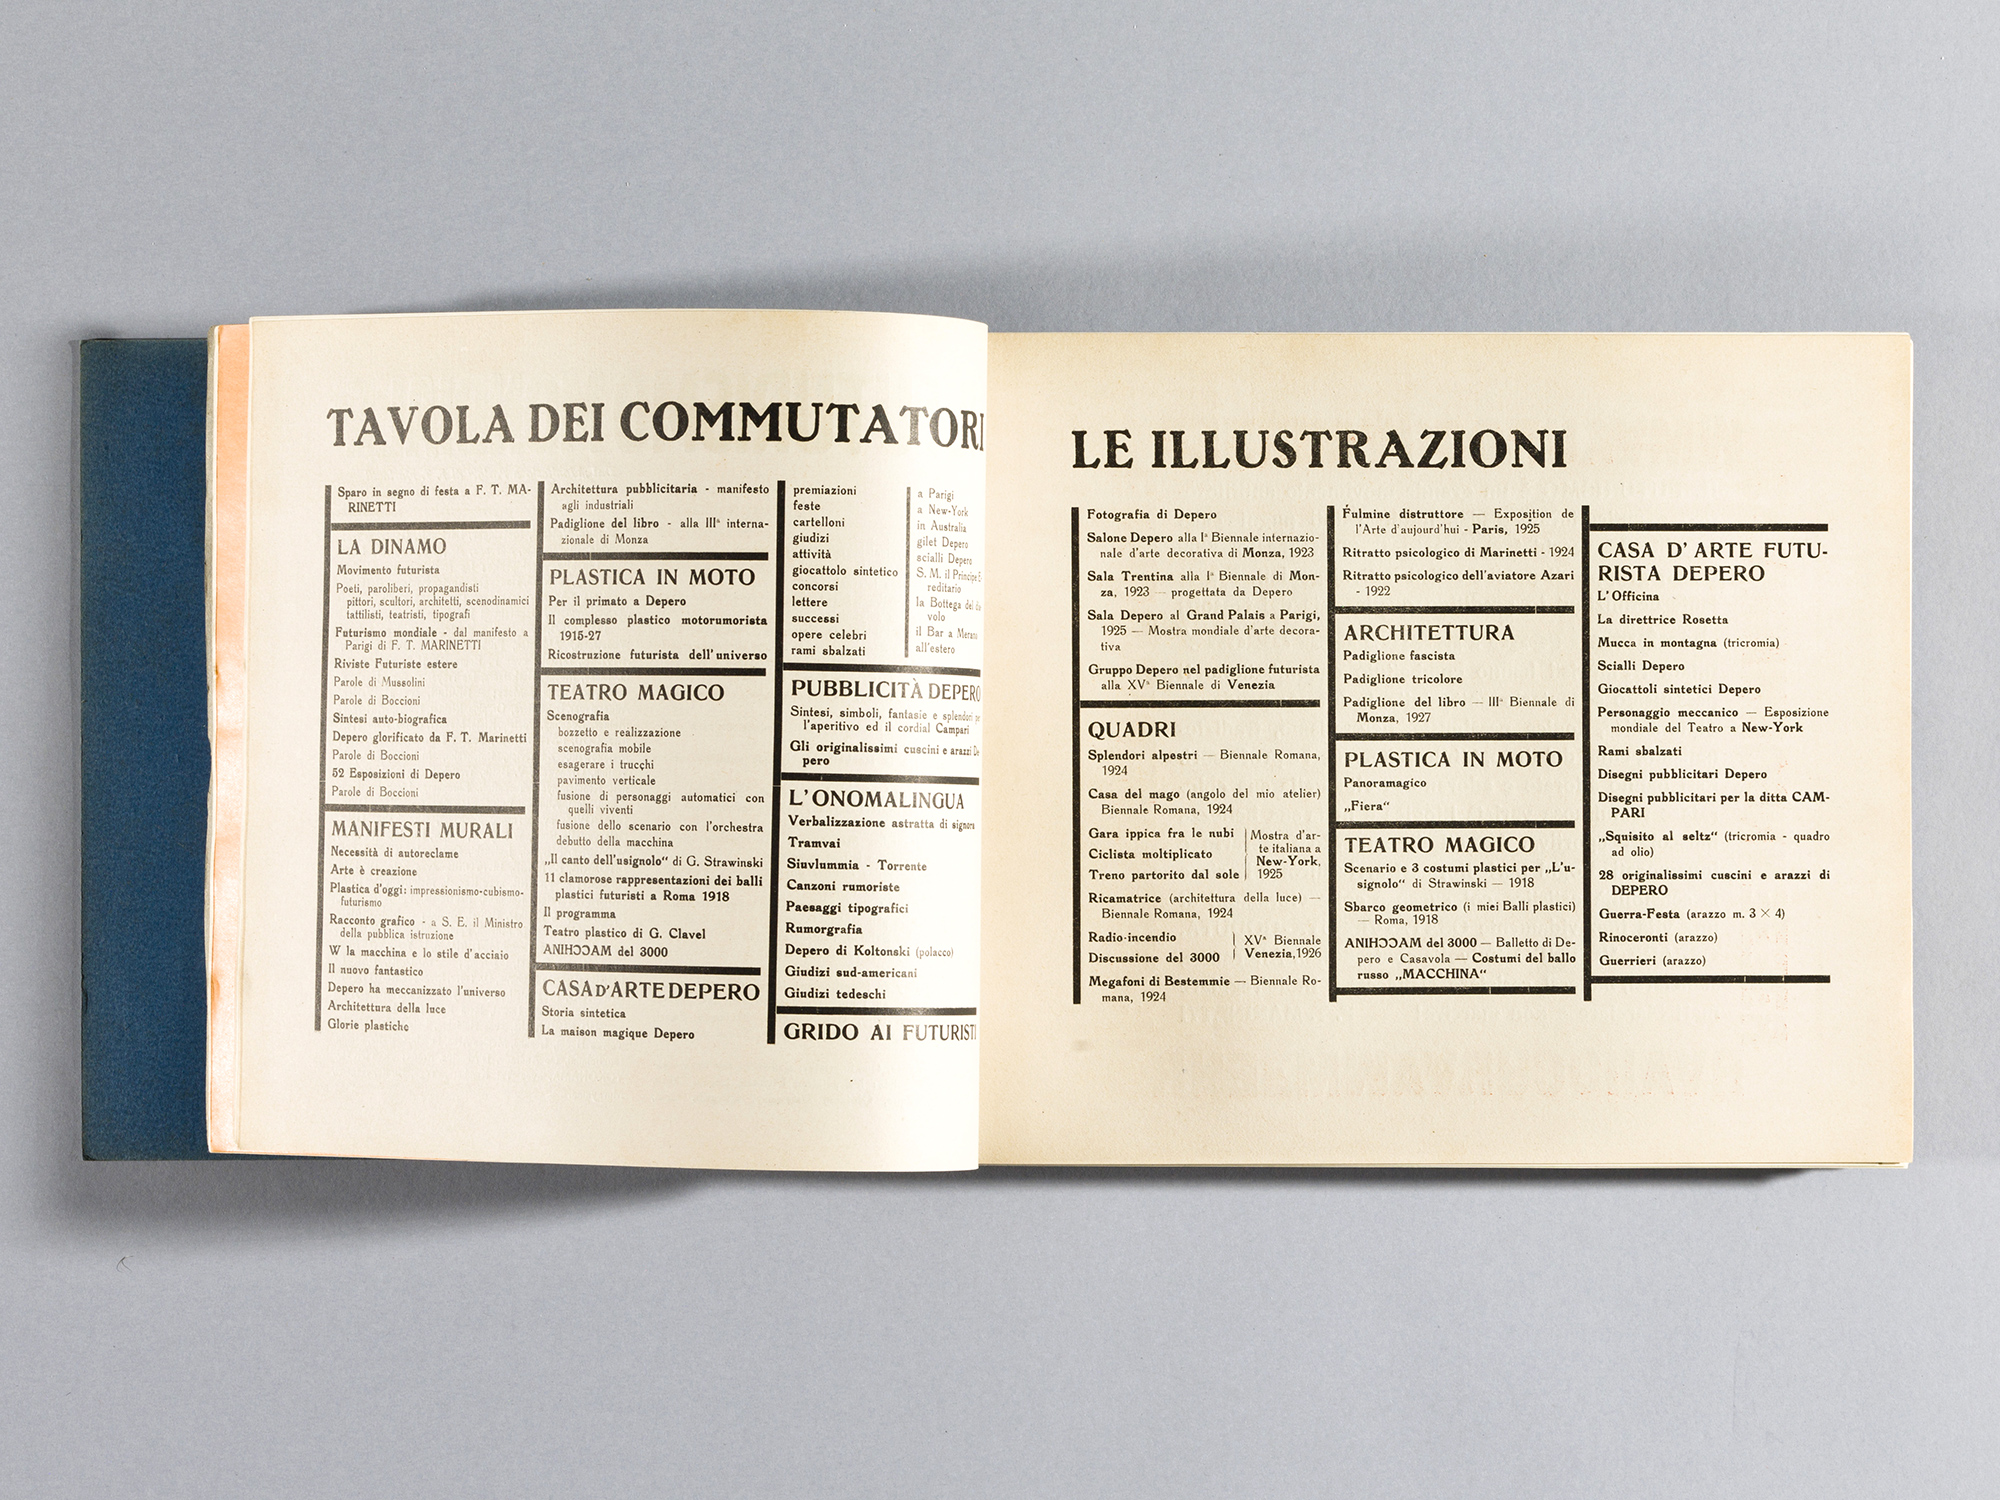 TAVOLA DEI COMMUTATORI
Sparo in segno di festa a F. T. MA-
RINETTI
LA DINAMO
Movimento futurista
Poeti, paroliberi, propagandisti
pittori, scultori, architetti, scenodinamici
tattilisti, teatristi, tipografi
Futurismo mondiale - dal manifesto a
Parigi di F. T. MARINETTI
Riviste Futuriste estere
Parole di Mussolini
Parole di Boccioni
Sintesi auto-biografica
Depero glorificato da F. T. Marinetti
Parole di Boccioni
52 Esposizioni di Depero
Parole di Boccioni
MANIFESTI MURALI
Necessità di autoreclame
Arte è creazione
Plastica d'oggi: impressionismo-cubismo-
futurismo
Racconto grafico - a S. E. il Ministro
della pubblica istruzione
W la macchina e lo stile d'acciaio
Il nuovo fantastico
Depero ha meccanizzato l'universo
Architettura della luce
Glorie plastiche
Architettura pubblicitaria - manifesto
agli industriali
Padiglione del libro - alla IIIª interna-
zionale di Monza
PLASTICA IN MOTO
Per il primato a Depero
Il complesso plastico motorumorista
1915-27
Ricostruzione futurista dell'universo
TEATRO MAGICO
Scenografia
bozzetto e realizzazione
scenografia mobile
esagerare i trucchi
pavimento verticale
fusione di personaggi automatici con
quelli viventi
fusione dello scenario con l'orchestra
debutto della macchina
„Il canto dell'usignolo“ di G. Strawinski
11 clamorose rappresentazioni dei balli
plastici futuristi a Roma 1918
Il programma
Teatro plastico di G. Clavel
ANIHƆƆAM del 3000
CASA D'ARTE DEPERO
Storia sintetica
La maison magique Depero
premiazioni
feste
cartelloni
giudizi
attività
giocattolo sintetico
concorsi
lettere
successi
opere celebri
rami sbalzati
a Parigi
a New-York
in Australia
gilet Depero
scialli Depero
S. M. il Principe
reditario
la Bottega del
volo
il Bar a Merano
all'estero
PUBBLICITÀ DEPERO
Sintesi, simboli, fantasie e splendori
l'aperitivo ed il cordial Campari
Gli originalissimi cuscini e arazzi De-
pero
L'ONOMALINGUA
Verbalizzazione astratta di signora
Tramvai
Siuvlummia - Torrente
Canzoni rumoriste
Paesaggi tipografici
Rumorgrafia
Depero di Koltonski (polacco)
Giudizi sud-americani
Giudizi tedeschi
GRIDO AI FUTURISTI
LE ILLUSTRAZIONI
Fotografia di Depero
Salone Depero alla Iª Biennale internazio-
nale d'arte decorativa di Monza, 1923
Sala Trentina alla Iª Biennale di Mon-
za, 1923 — progettata da Depero
Sala Depero al Grand Palais a Parigi,
1925 — Mostra mondiale d'arte decora-
tiva
Gruppo Depero nel padiglione futurista
alla XVª Biennale di Venezia
QUADRI
Splendori alpestri — Biennale Romana,
1924
Casa del mago (angolo del mio atelier)
Biennale Romana, 1924
Gara ippica fra le nubi
Ciclista moltiplicato
Treno partorito dal sole
Mostra d'ar-
te italiana a
New-York,
1925
Ricamatrice (architettura della luce) —
Biennale Romana, 1924
Radio-incendio
Discussione del 3000
XVª Biennale
Venezia, 1926
Megafoni di Bestemmie — Biennale Ro-
mana, 1924
Fulmine distruttore — Exposition de
l'Arte d'aujourd'hui - Paris, 1925
Ritratto psicologico di Marinetti - 1924
Ritratto psicologico dell'aviatore Azari
- 1922
ARCHITETTURA
Padiglione fascista
Padiglione tricolore
Padiglione del libro — IIIª Biennale di
Monza, 1927
PLASTICA IN MOTO
Panoramagico
„Fiera“
TEATRO MAGICO
Scenario e 3 costumi plastici per „L'u-
signolo“ di Strawinski — 1918
Sbarco geometrico (i miei Balli plastici)
— Roma, 1918
ANIHƆƆAM del 3000 — Balletto di De-
pero e Casavola — Costumi del ballo
russo „MACCHINA“
CASA D'ARTE FUTU-
RISTA DEPERO
L'Officina
La direttrice Rosetta
Mucca in montagna (tricromia)
Scialli Depero
Giocattoli sintetici Depero
Personaggio meccanico — Esposizione
mondiale del Teatro a New-York
Rami sbalzati
Disegni pubblicitari Depero
Disegni pubblicitari per la ditta CAM-
PARI
„Squisito al seltz“ (tricromia - quadro
ad olio)
28 originalissimi cuscini e arazzi di
DEPERO
Guerra-Festa (arazzo m. 3 × 4)
Rinoceronti (arazzo)
Guerrieri (arazzo)